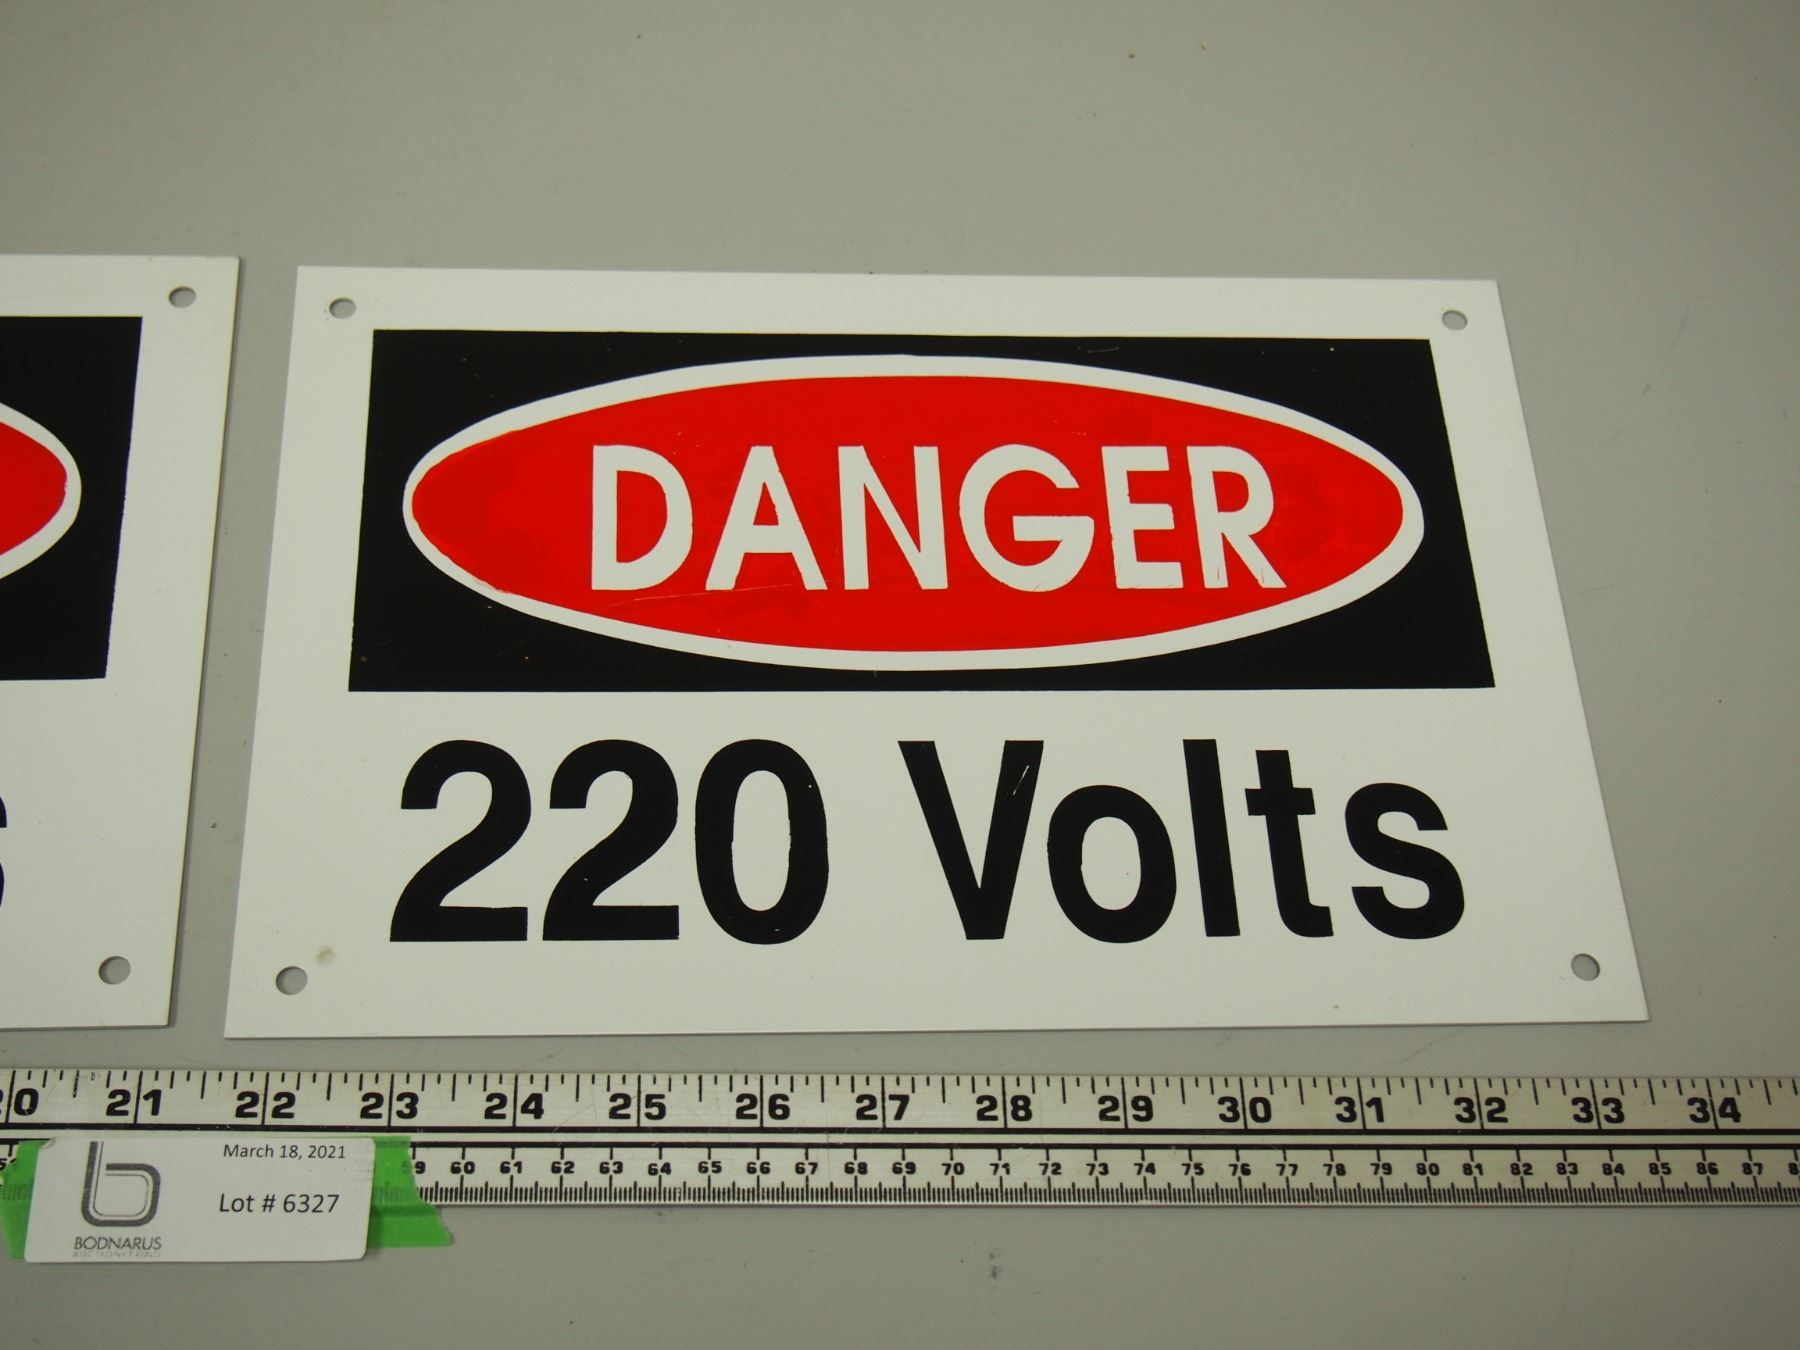 DANGER
220 Volts
s
20 21 22 23 24 25 26 27 28 29 30 31 32 33 34
59 60 61 62 63 64 65 66 67 68 69 70 71 72 73 74 75 76 77 78 79 80 81 82 83 84 85 86 87 8
March 18, 2021
Lot # 6327
BODNARUS
AUCTIONEERING